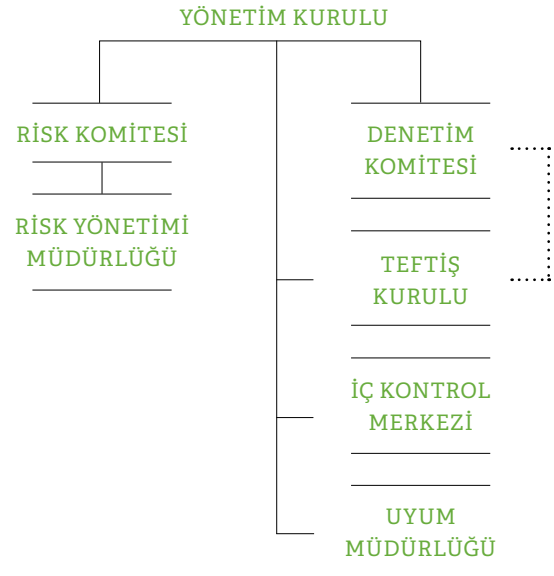 YÖNETİM KURULU
RİSK KOMİTESİ
RİSK YÖNETİMİ
MÜDÜRLÜĞÜ
DENETİM
KOMİTESİ
TEFTİŞ
KURULU
İÇ KONTROL
MERKEZİ
UYUM
MÜDÜRLÜĞÜ